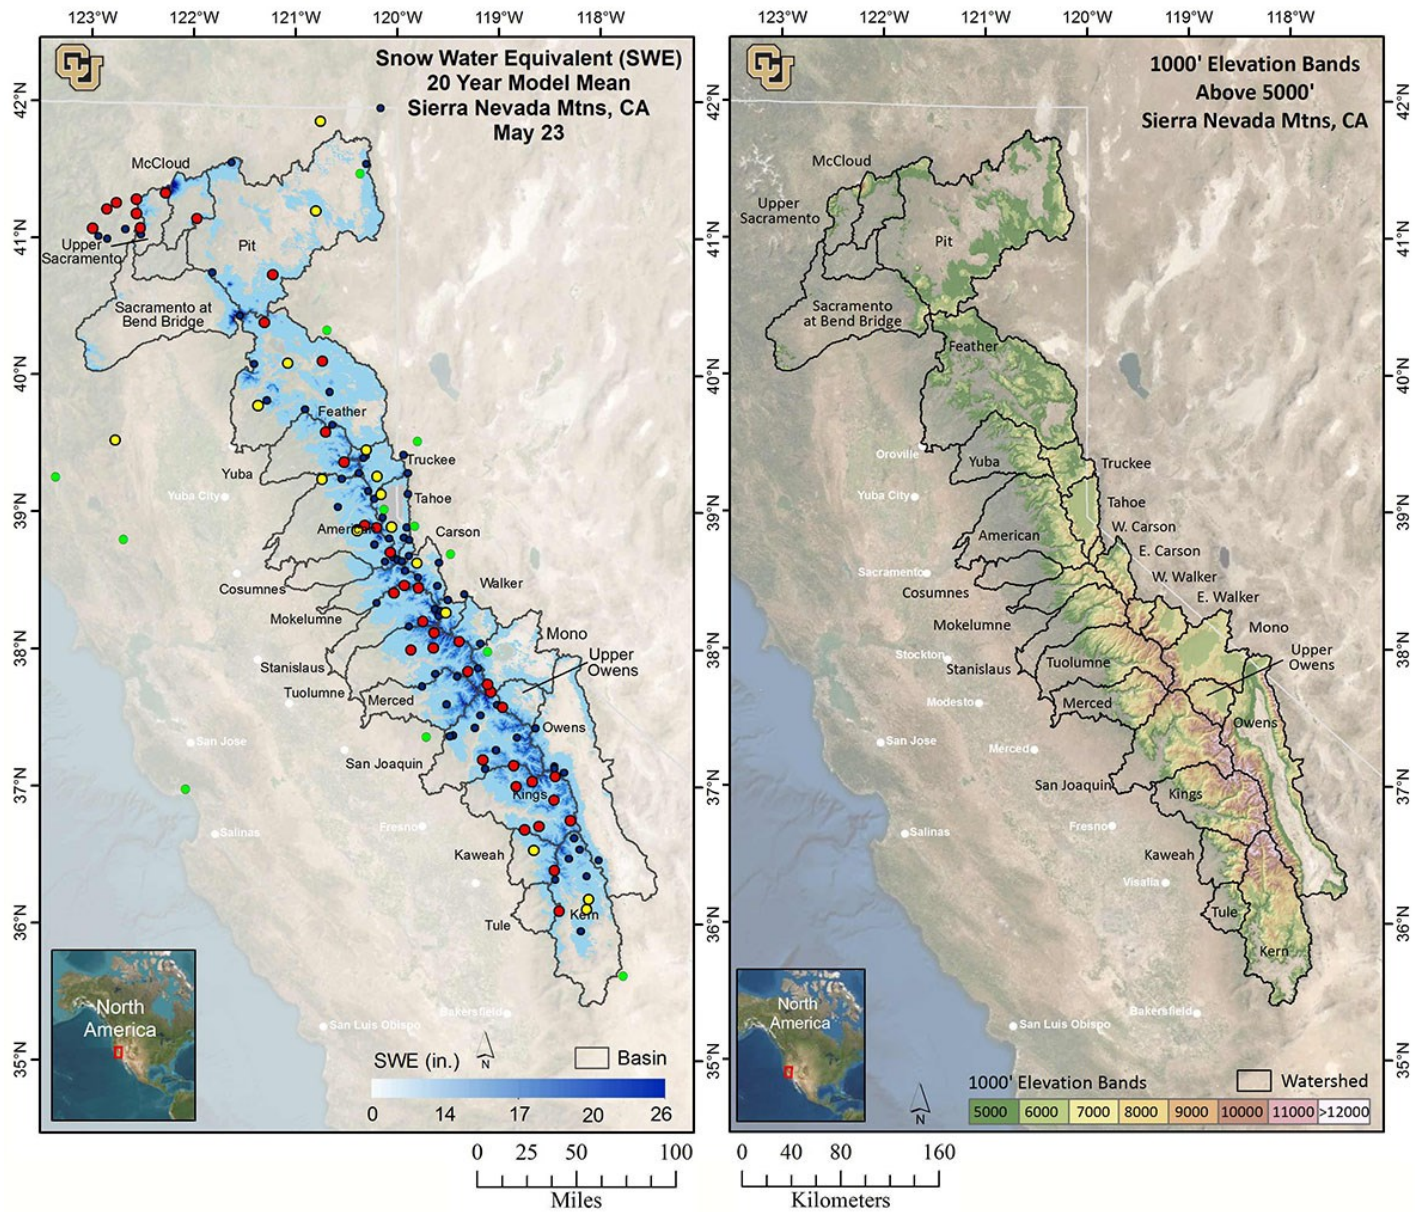 123°W 122°W 121°W 120°W 119°W 118°W
42°N
41°N
40°N
39°N
38°N
37°N
36°N
35°N
CU
Snow Water Equivalent (SWE)
20 Year Model Mean
Sierra Nevada Mtns, CA
May 23
McCloud
Upper
Sacramento
Pit
Sacramento at
Bend Bridge
Feather
Yuba
Truckee
Yuba City
Tahoe
American
Carson
Cosumnes
Walker
Mokelumne
Mono
Stanislaus
Upper
Owens
Tuolumne
Merced
Owens
San Jose
San Joaquin
Kings
Salinas
Fresno
Kaweah
Kern
Tule
Bakersfield
San Luis Obispo
North
America
N
SWE (in.)
Basin
0 14 17 20 26
0 25 50 100
Miles
123°W 122°W 121°W 120°W 119°W 118°W
42°N
41°N
40°N
39°N
38°N
37°N
36°N
35°N
CU
1000' Elevation Bands
Above 5000'
Sierra Nevada Mtns, CA
McCloud
Upper
Sacramento
Pit
Sacramento
at Bend Bridge
Feather
Oroville
Yuba
Truckee
Yuba City
Tahoe
W. Carson
American
E. Carson
Sacramento
W. Walker
Cosumnes
E. Walker
Mokelumne
Mono
Stockton
Upper
Owens
Stanislaus
Tuolumne
Modesto
Merced
Owens
San Jose
Merced
San Joaquin
Kings
Salinas
Fresno
Kaweah
Visalia
Tule
Kern
Bakersfield
San Luis Obispo
North
America
N
1000' Elevation Bands
Watershed
5000 6000 7000 8000 9000 10000 11000 >12000
0 40 80 160
Kilometers